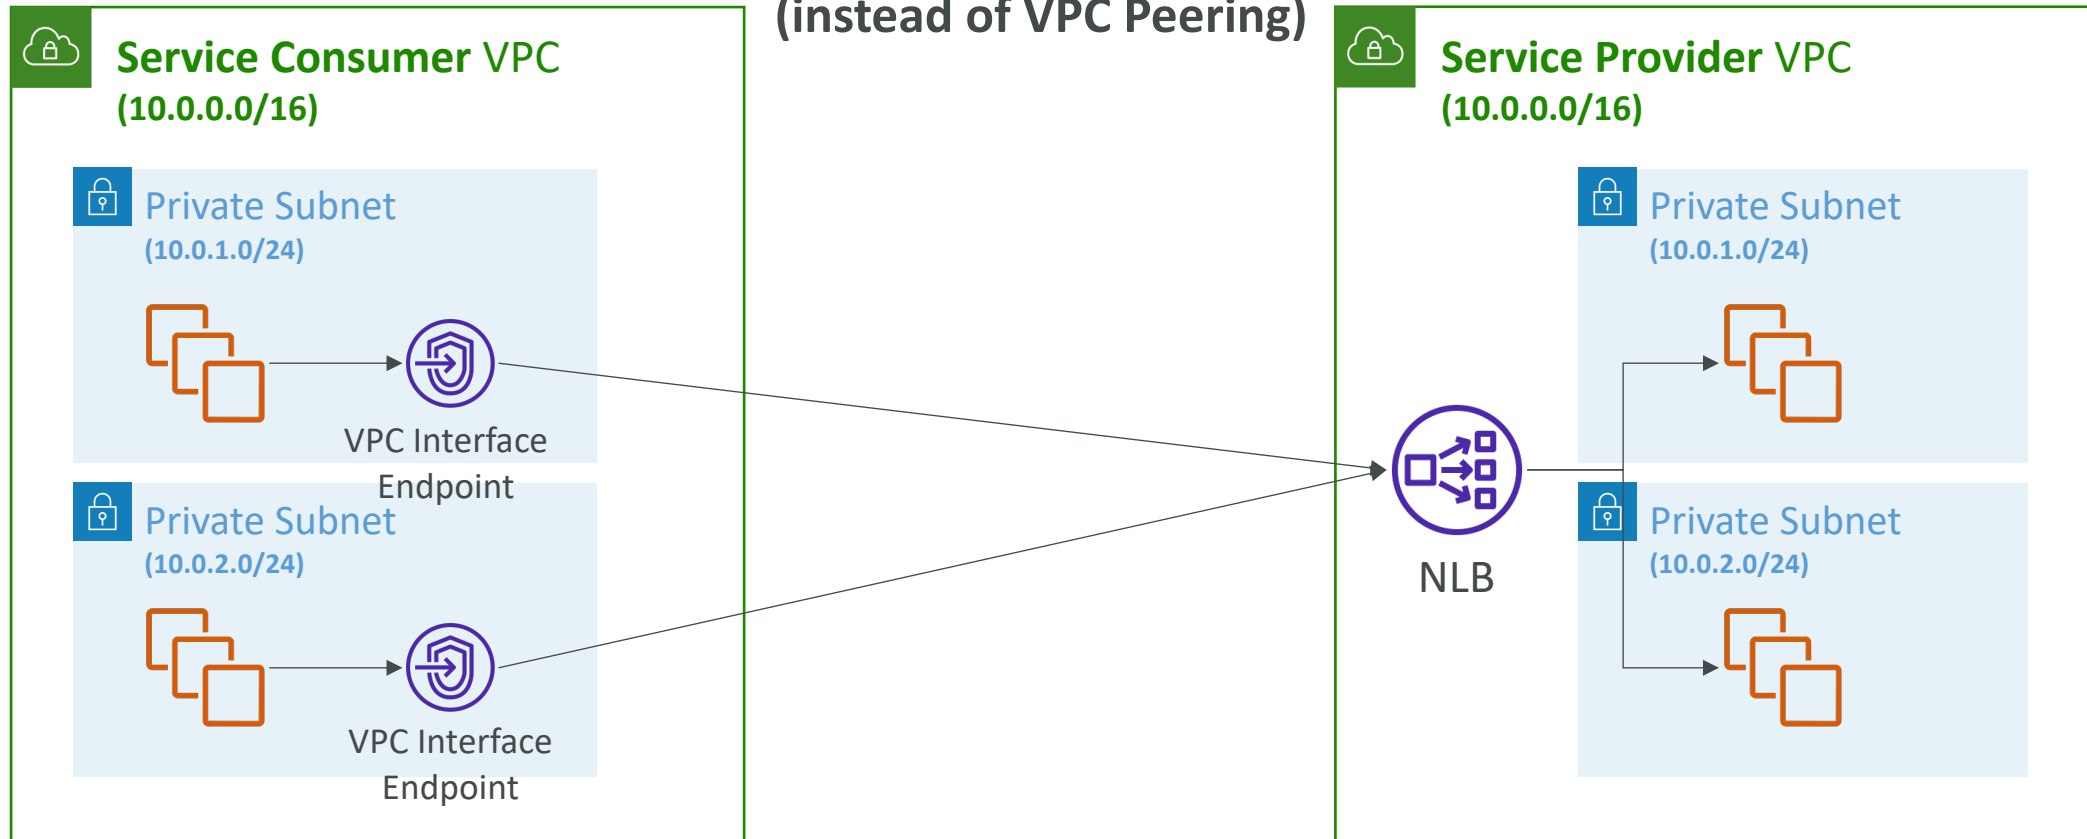 (instead of VPC Peering)
Service Consumer VPC
(10.0.0.0/16)
Private Subnet
(10.0.1.0/24)
VPC Interface
Endpoint
Private Subnet
(10.0.2.0/24)
VPC Interface
Endpoint
Service Provider VPC
(10.0.0.0/16)
NLB
Private Subnet
(10.0.1.0/24)
Private Subnet
(10.0.2.0/24)